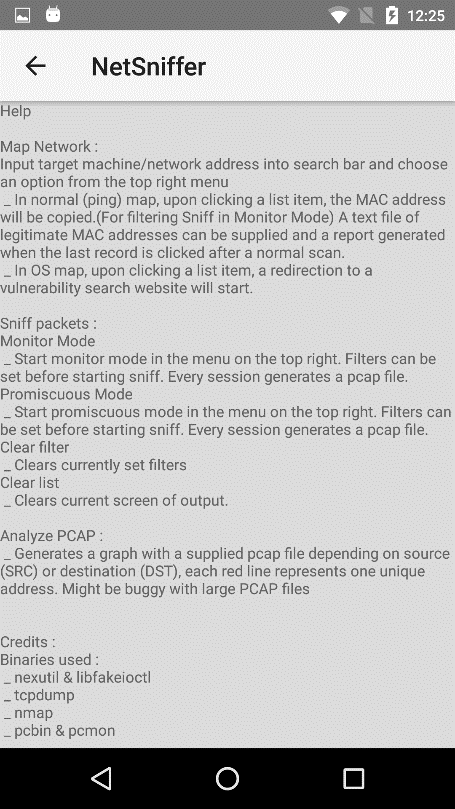 12:25
NetSniffer
Help
Map Network :
Input target machine/network address into search bar and choose
an option from the top right menu
_ In normal (ping) map, upon clicking a list item, the MAC address
will be copied.(For filtering Sniff in Monitor Mode) A text file of
legitimate MAC addresses can be supplied and a report generated
when the last record is clicked after a normal scan.
_ In OS map, upon clicking a list item, a redirection to a
vulnerability search website will start.
Sniff packets :
Monitor Mode
_ Start monitor mode in the menu on the top right. Filters can be
set before starting sniff. Every session generates a pcap file.
Promiscuous Mode
_ Start promiscuous mode in the menu on the top right. Filters can
be set before starting sniff. Every session generates a pcap file.
Clear filter
_ Clears currently set filters
Clear list
_ Clears current screen of output.
Analyze PCAP :
_ Generates a graph with a supplied pcap file depending on source
(SRC) or destination (DST), each red line represents one unique
address. Might be buggy with large PCAP files
Credits :
Binaries used :
_ nexutil & libfakeioctl
_ tcpdump
_ nmap
_ pcbin & pcmon